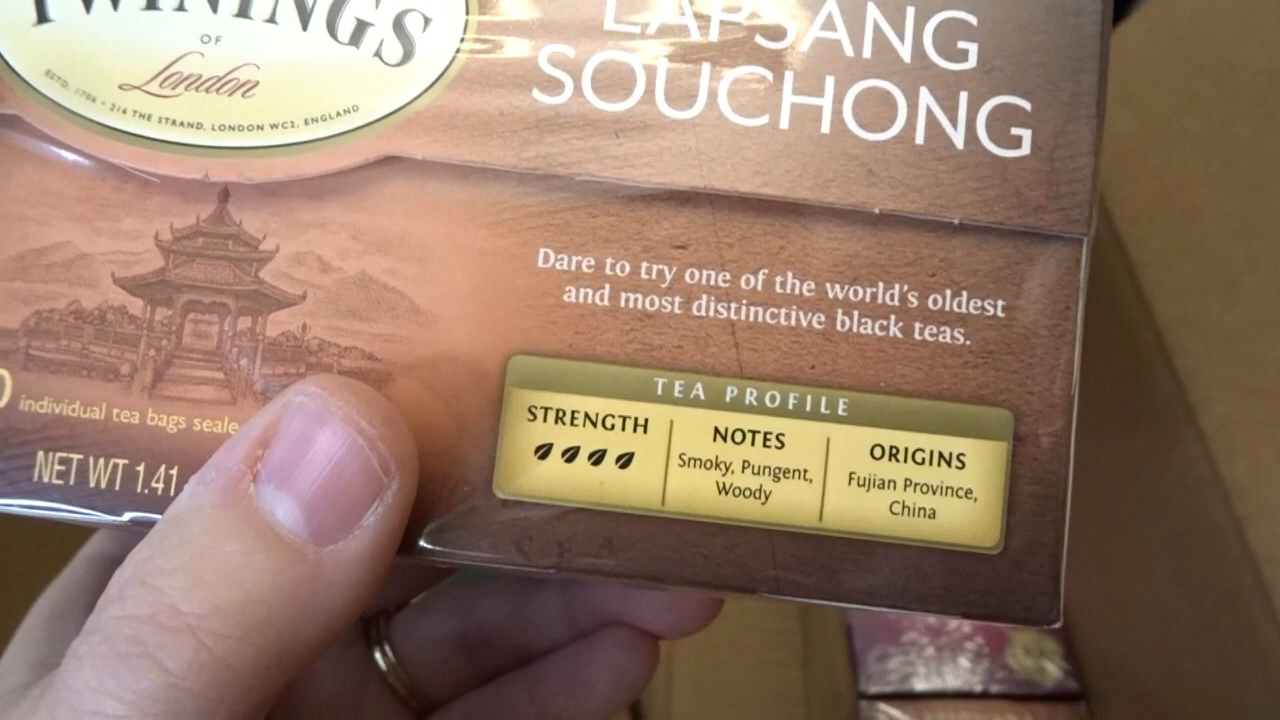 TWININGS
OF
London
ESTD. 1706 • 216 THE STRAND, LONDON WC2, ENGLAND
LAPSANG
SOUCHONG
Dare to try one of the world's oldest
and most distinctive black teas.
individual tea bags
NET WT 1.41
TEA PROFILE
STRENGTH
NOTES
Smoky, Pungent,
Woody
ORIGINS
Fujian Province,
China